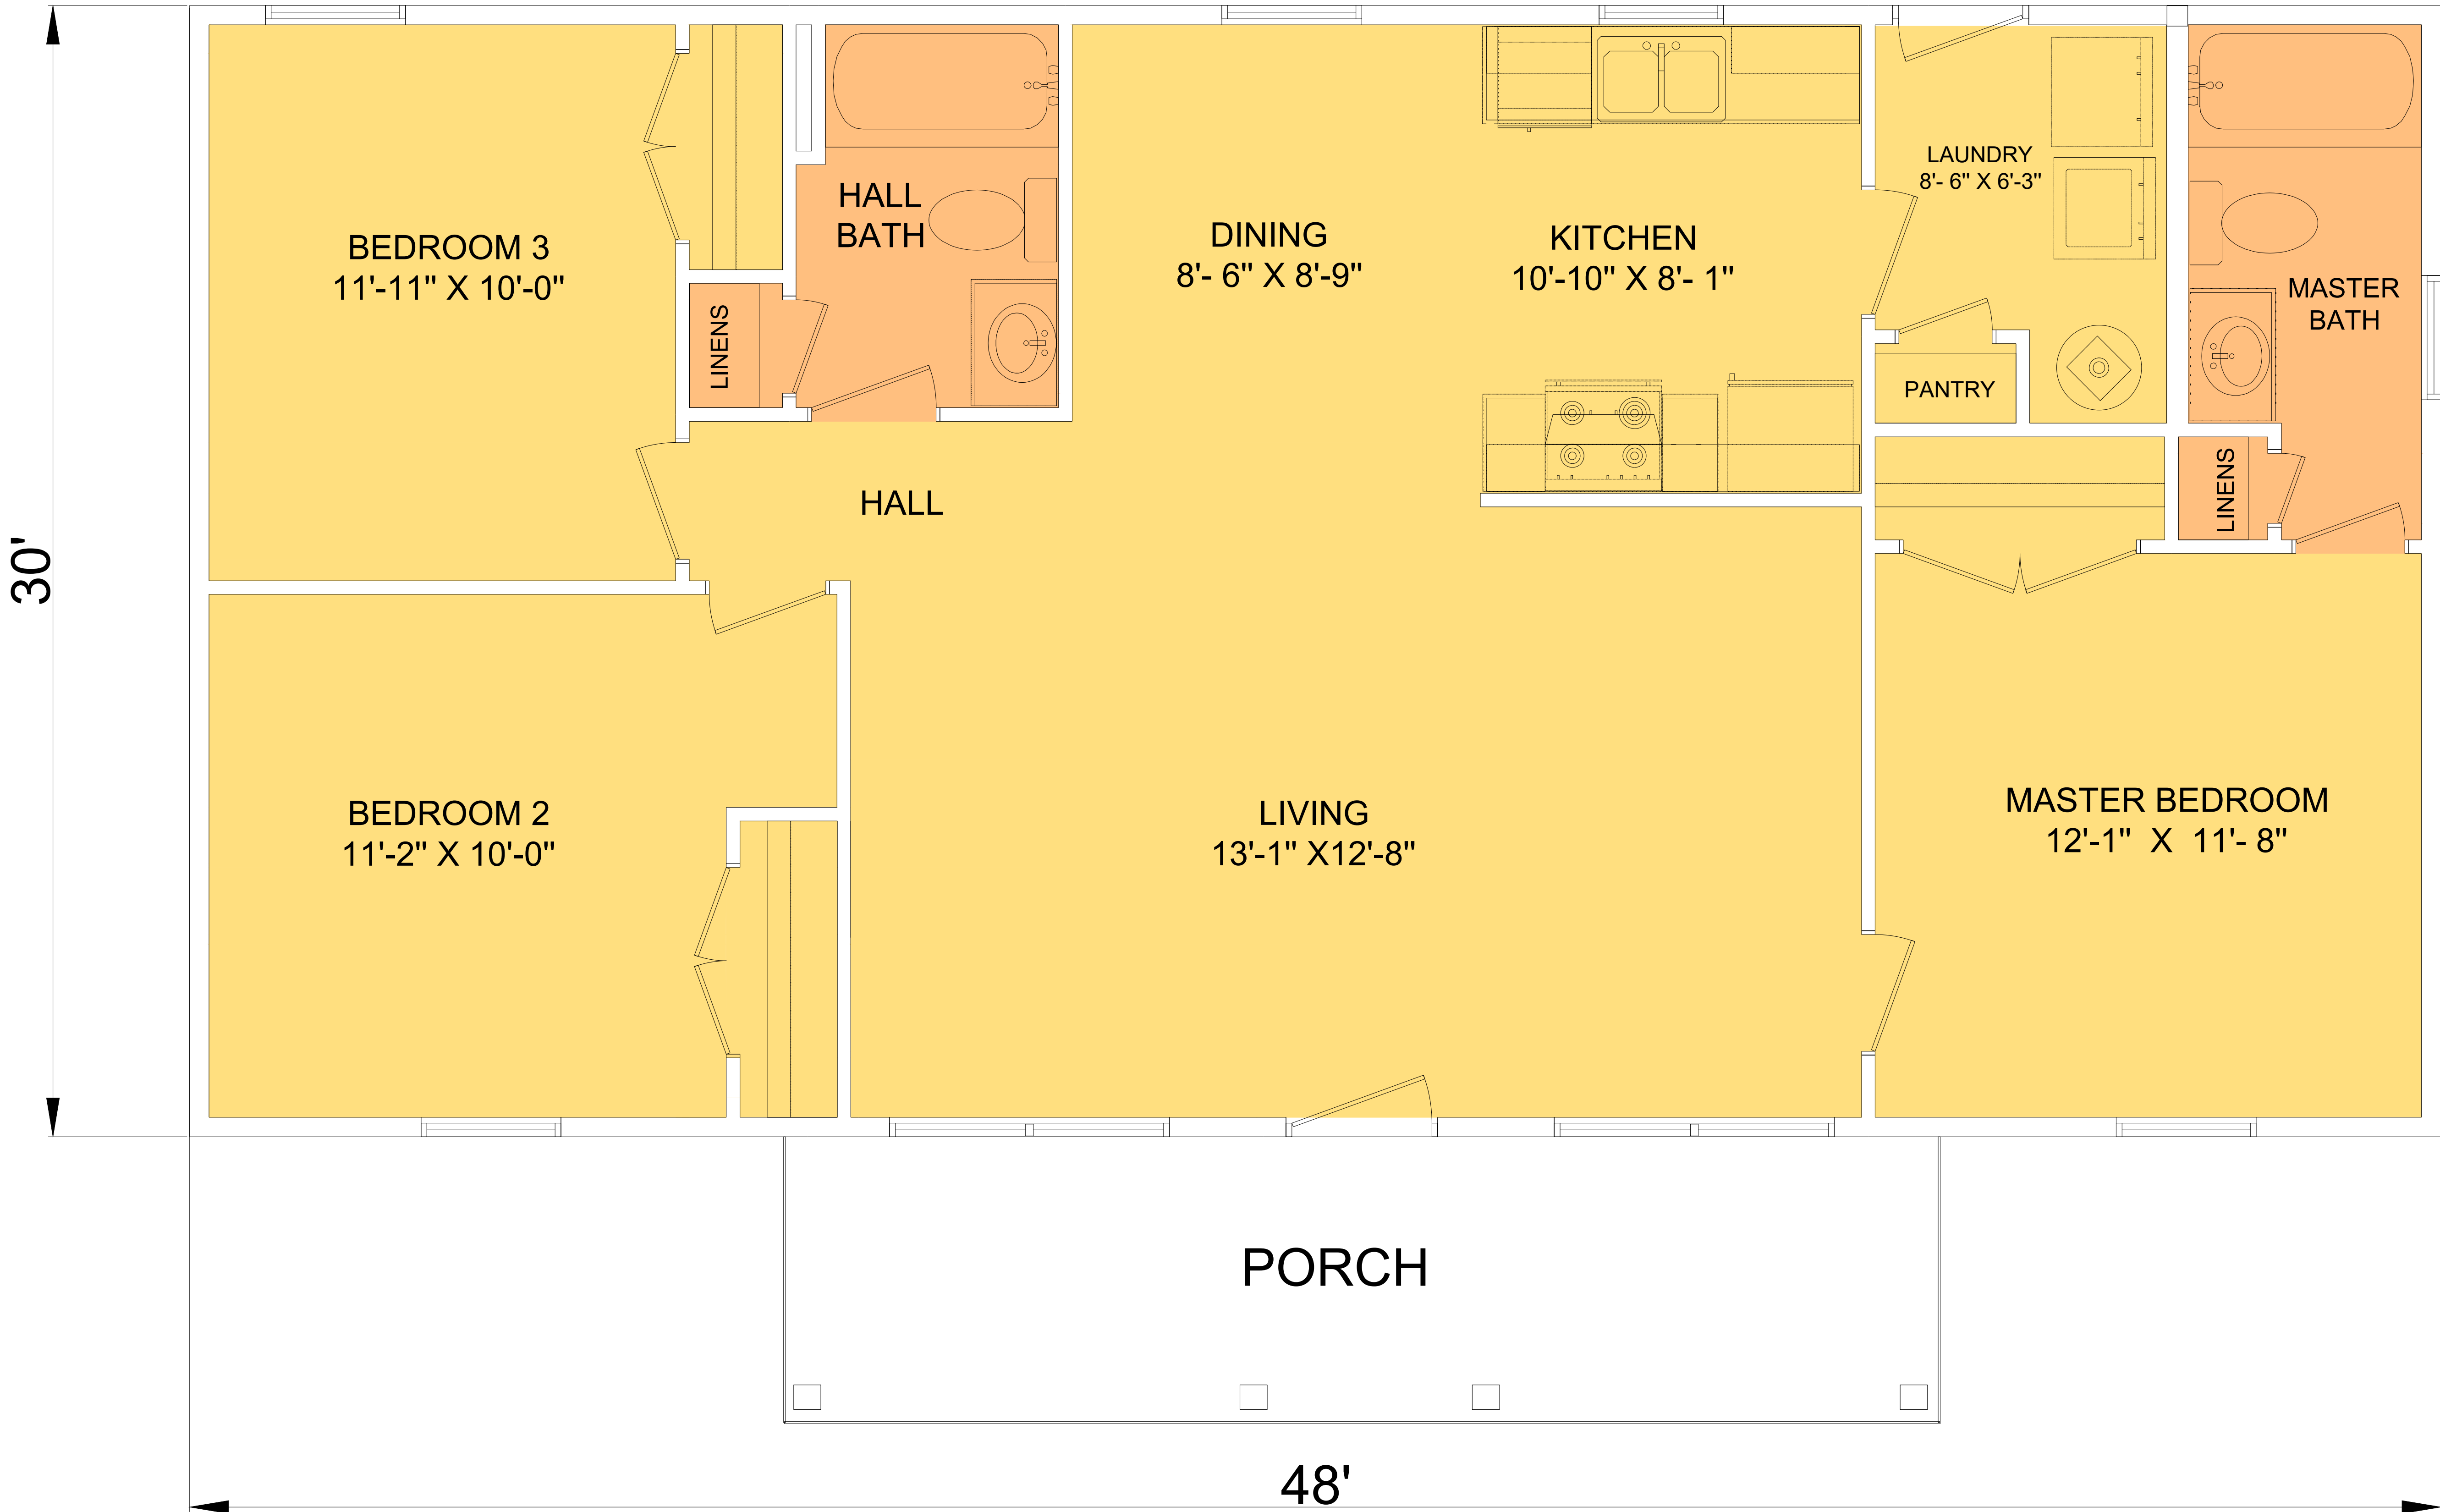 BEDROOM 3
11'-11" X 10'-0"
LINENS
HALL
BATH
DINING
8'- 6" X 8'-9"
KITCHEN
10'-10" X 8'- 1"
LAUNDRY
8'- 6" X 6'-3"
PANTRY
MASTER
BATH
LINENS
HALL
30'
BEDROOM 2
11'-2" X 10'-0"
LIVING
13'-1" X12'-8"
MASTER BEDROOM
12'-1" X 11'- 8"
PORCH
48'